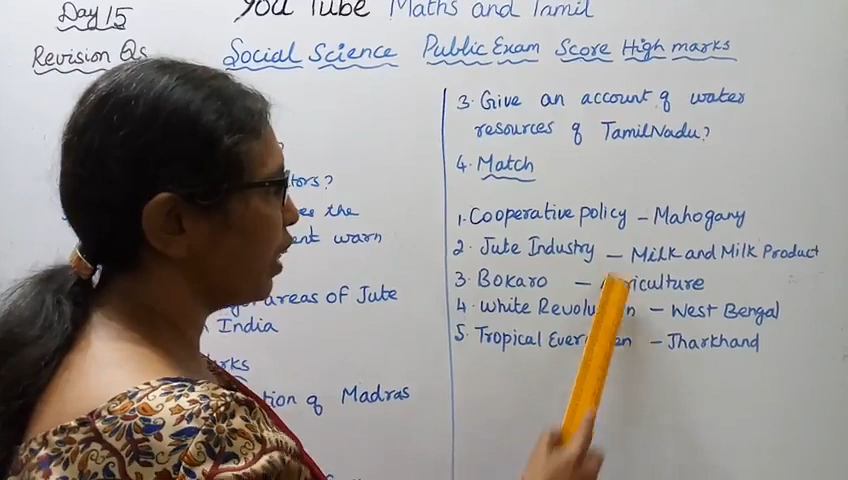 Day 15
You Tube Maths and Tamil
Revision Qs
Social Science Public Exam Score High marks
3. Give an account of water
resources of TamilNadu?
4. Match
1. Cooperative policy - Mahogany
2. Jute Industry - Milk and Milk Product
3. Bokaro - Agriculture
4. White Revolution - West Bengal
5. Tropical Evergreen - Jharkhand
the
warn
areas of Jute
India
of Madras